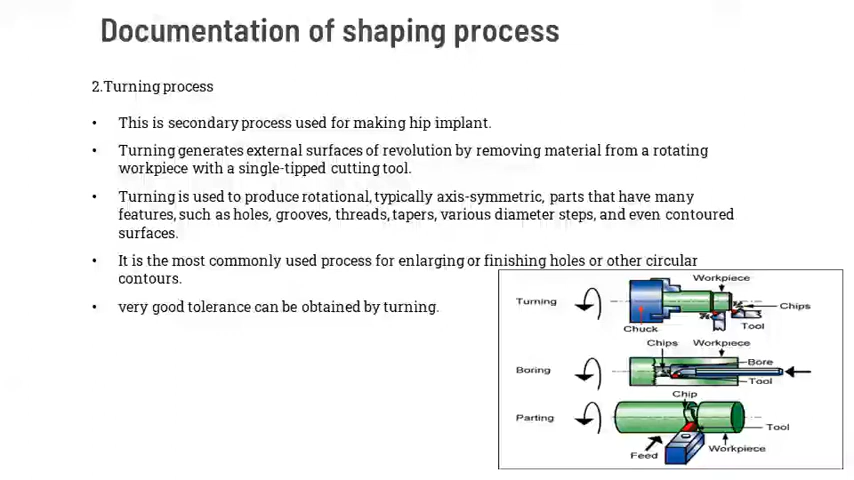 Documentation of shaping process
2.Turning process
• This is secondary process used for making hip implant.
• Turning generates external surfaces of revolution by removing material from a rotating
workpiece with a single-tipped cutting tool.
• Turning is used to produce rotational, typically axis-symmetric, parts that have many
features, such as holes, grooves, threads, tapers, various diameter steps, and even contoured
surfaces.
• It is the most commonly used process for enlarging or finishing holes or other circular
contours.
• very good tolerance can be obtained by turning.
Workpiece
Turning
Chips
Chuck
Tool
Chips
Workpiece
Bore
Boring
Tool
Chip
Parting
Tool
Workpiece
Feed